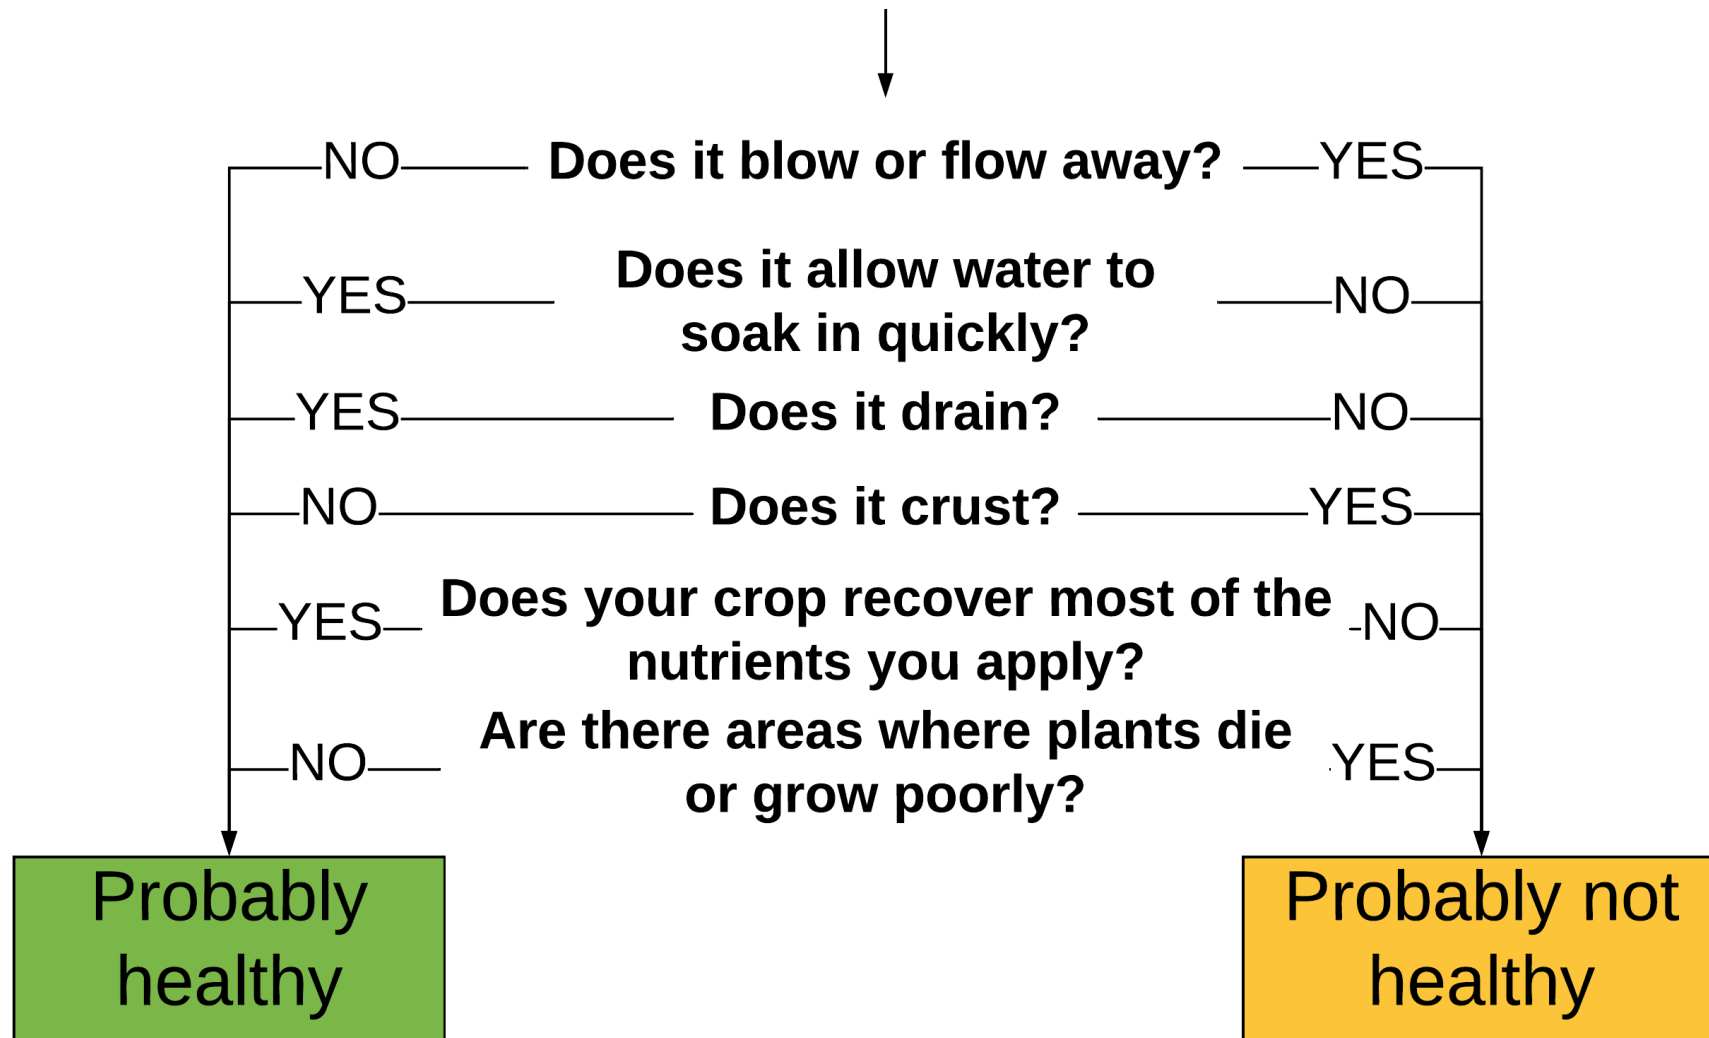 NO Does it blow or flow away? YES
Does it allow water to
YES NO
soak in quickly?
YES Does it drain? NO
NO Does it crust? YES
Does your crop recover most of the
YES NO
nutrients you apply?
Are there areas where plants die
NO YES
or grow poorly?
Probably
healthy
Probably not
healthy